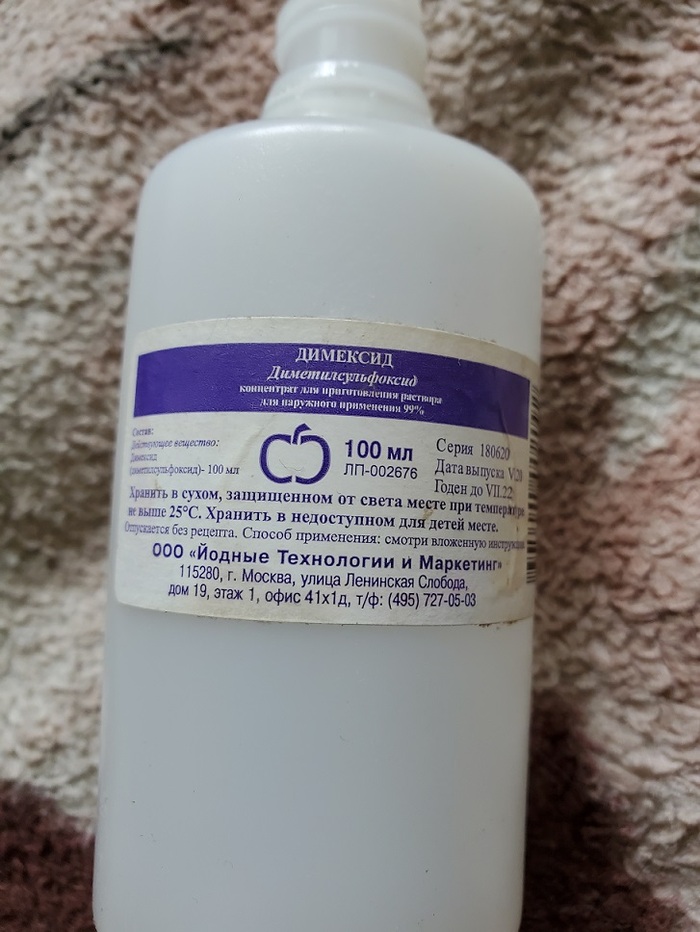 ДИМЕКСИД
Диметилсульфоксид
концентрат для приготовления раствора
для наружного применения 99%
Состав:
Действующее вещество:
Димексид
(диметилсульфоксид)- 100 мл
100 мл
ЛП-002676
Серия 180620
Дата выпуска V|20
Годен до VII.22
Хранить в сухом, защищенном от света месте при температуре
не выше 25°С. Хранить в недоступном для детей месте.
Отпускается без рецепта. Способ применения: смотри вложенную инструкцию
ООО «Йодные Технологии и Маркетинг»
115280, г. Москва, улица Ленинская Слобода,
дом 19, этаж 1, офис 41х1д, т/ф: (495) 727-05-03